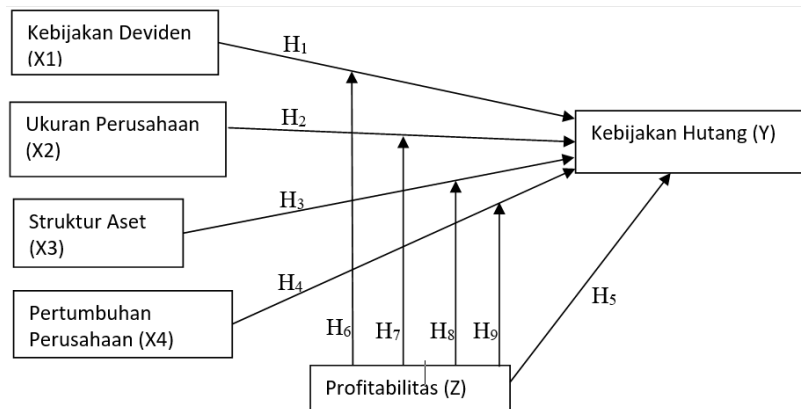 Kebijakan Deviden
(X1)
H1
Ukuran Perusahaan
(X2)
H2
Kebijakan Hutang (Y)
Struktur Aset
(X3)
H3
H4
Pertumbuhan
Perusahaan (X4)
H6
H7
H8
H9
H5
Profitabilitas (Z)